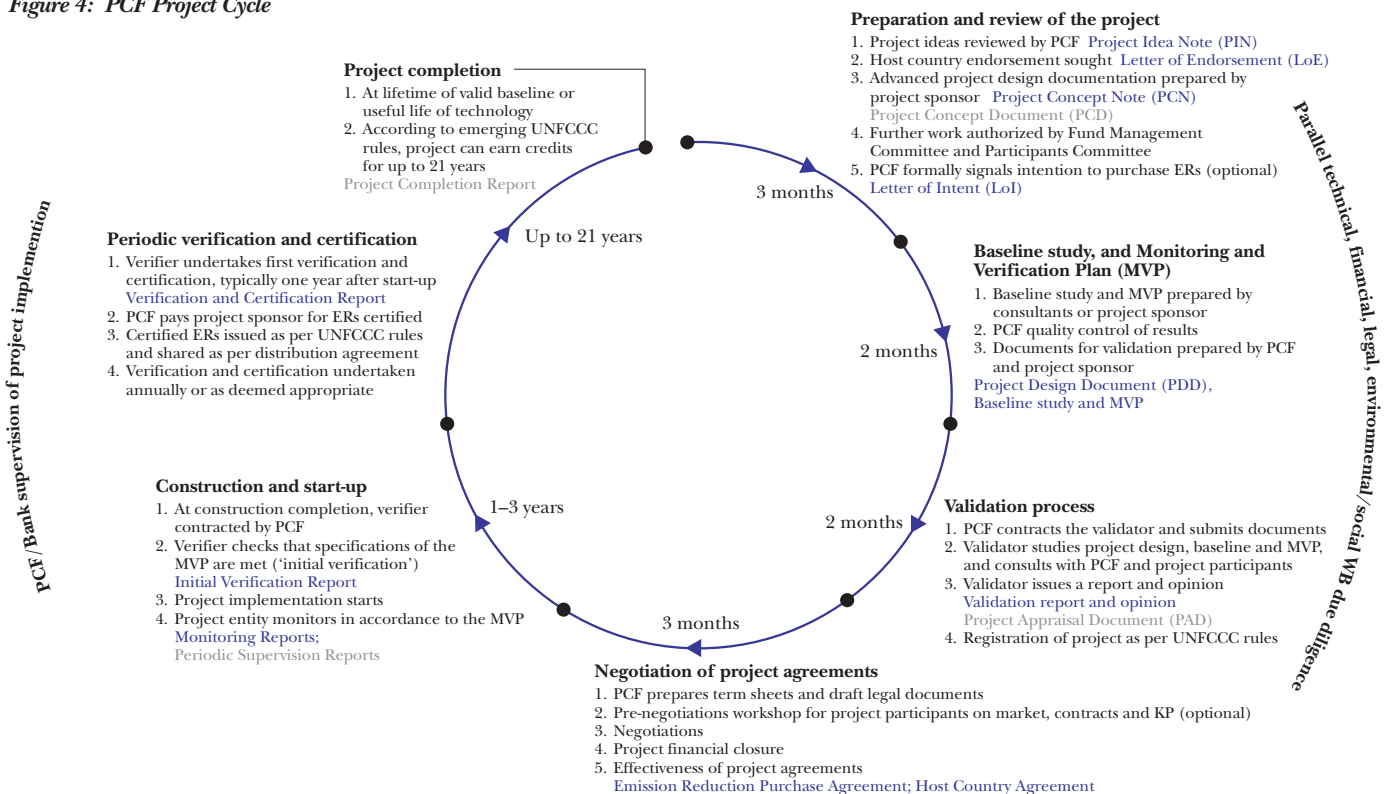 Figure 4: PCF Project Cycle
Preparation and review of the project
1. Project ideas reviewed by PCF Project Idea Note (PIN)
2. Host country endorsement sought Letter of Endorsement (LoE)
3. Advanced project design documentation prepared by
project sponsor Project Concept Note (PCN)
Project Concept Document (PCD)
4. Further work authorized by Fund Management
Committee and Participants Committee
5. PCF formally signals intention to purchase ERs (optional)
Letter of Intent (LoI)
3 months
Baseline study, and Monitoring and
Verification Plan (MVP)
1. Baseline study and MVP prepared by
consultants or project sponsor
2. PCF quality control of results
3. Documents for validation prepared by PCF
and project sponsor
Project Design Document (PDD),
Baseline study and MVP
2 months
Validation process
1. PCF contracts the validator and submits documents
2. Validator studies project design, baseline and MVP,
and consults with PCF and project participants
3. Validator issues a report and opinion
Validation report and opinion
Project Appraisal Document (PAD)
4. Registration of project as per UNFCCC rules
2 months
Parallel technical, financial, legal, environmental/social WB due diligence
3 months
Negotiation of project agreements
1. PCF prepares term sheets and draft legal documents
2. Pre-negotiations workshop for project participants on market, contracts and KP (optional)
3. Negotiations
4. Project financial closure
5. Effectiveness of project agreements
Emission Reduction Purchase Agreement; Host Country Agreement
Construction and start-up
1. At construction completion, verifier
contracted by PCF
2. Verifier checks that specifications of the
MVP are met (‘initial verification’)
Initial Verification Report
3. Project implementation starts
4. Project entity monitors in accordance to the MVP
Monitoring Reports;
Periodic Supervision Reports
1–3 years
Periodic verification and certification
1. Verifier undertakes first verification and
certification, typically one year after start-up
Verification and Certification Report
2. PCF pays project sponsor for ERs certified
3. Certified ERs issued as per UNFCCC rules
and shared as per distribution agreement
4. Verification and certification undertaken
annually or as deemed appropriate
Up to 21 years
Project completion
1. At lifetime of valid baseline or
useful life of technology
2. According to emerging UNFCCC
rules, project can earn credits
for up to 21 years
Project Completion Report
PCF/Bank supervision of project implemention